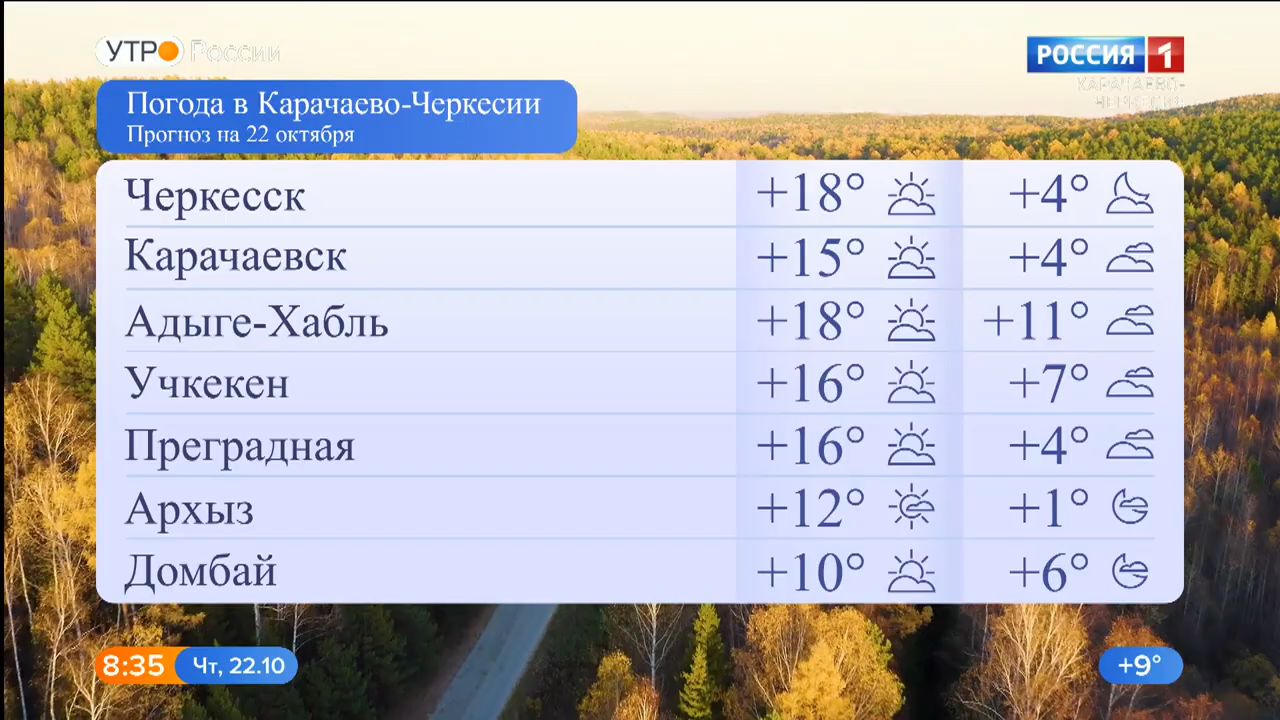 УТРО России
РОССИЯ 1
КАРАЧАЕВО-
ЧЕРКЕСИЯ
Погода в Карачаево-Черкесии
Прогноз на 22 октября
Черкесск +18° +4°
Карачаевск +15° +4°
Адыге-Хабль +18° +11°
Учкекен +16° +7°
Преградная +16° +4°
Архыз +12° +1°
Домбай +10° +6°
8:35 Чт, 22.10 +9°